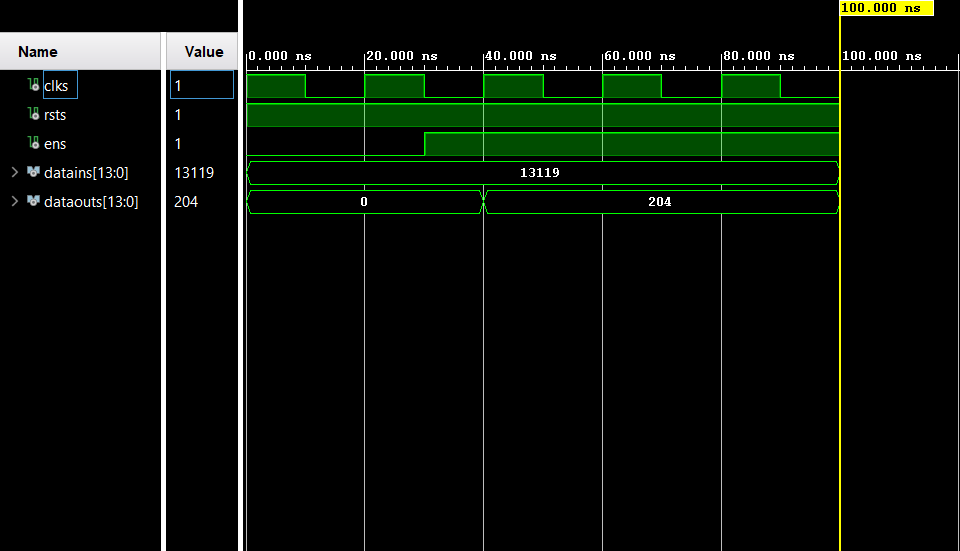 100.000 ns
Name Value
0.000 ns 20.000 ns 40.000 ns 60.000 ns 80.000 ns 100.000 ns
clks 1
rsts 1
ens 1
datains[13:0] 13119 13119
dataouts[13:0] 204 0 204